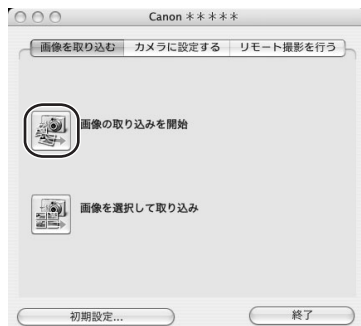 Canon ＊＊＊＊＊
画像を取り込む カメラに設定する リモート撮影を行う
画像の取り込みを開始
画像を選択して取り込み
初期設定... 終了